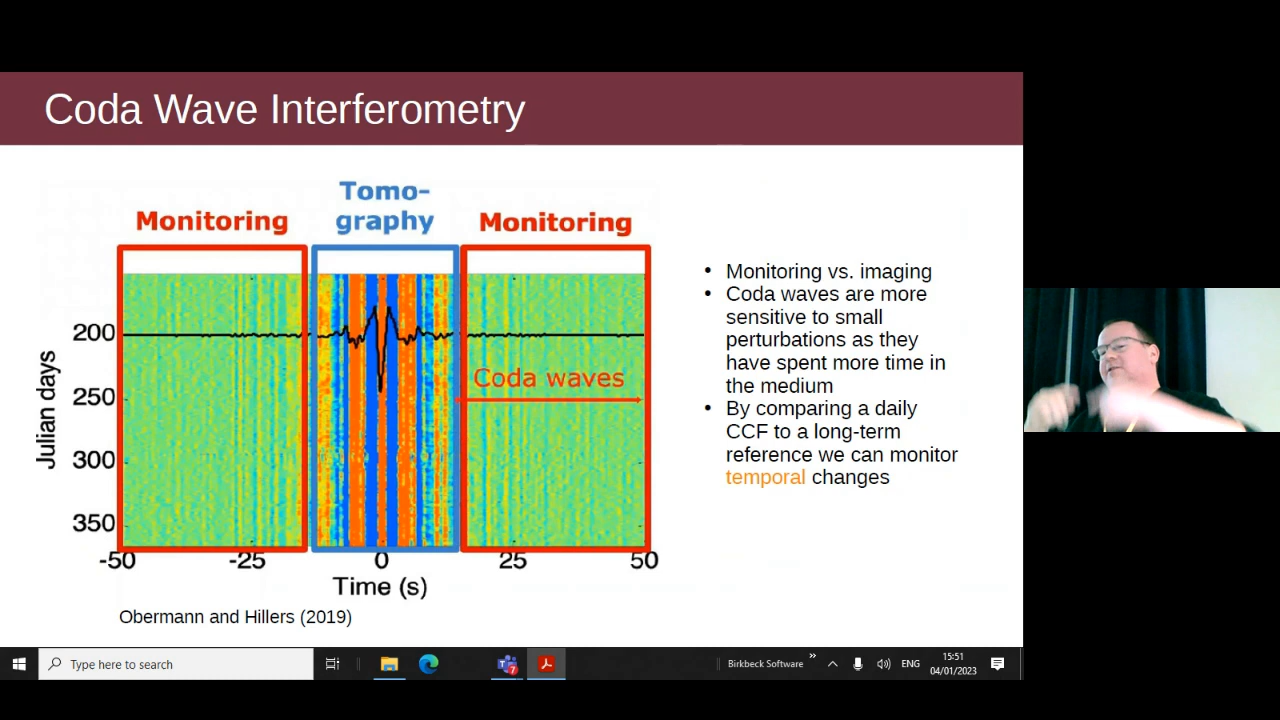 Coda Wave Interferometry
Tomo-
graphy
Monitoring
Monitoring
Coda waves
Julian days
200
250
300
350
-50
-25
0
25
50
Time (s)
Obermann and Hillers (2019)
• Monitoring vs. imaging
• Coda waves are more
sensitive to small
perturbations as they
have spent more time in
the medium
• By comparing a daily
CCF to a long-term
reference we can monitor
temporal changes
Type here to search
7
Birkbeck Software
»
ENG
15:51
04/01/2023